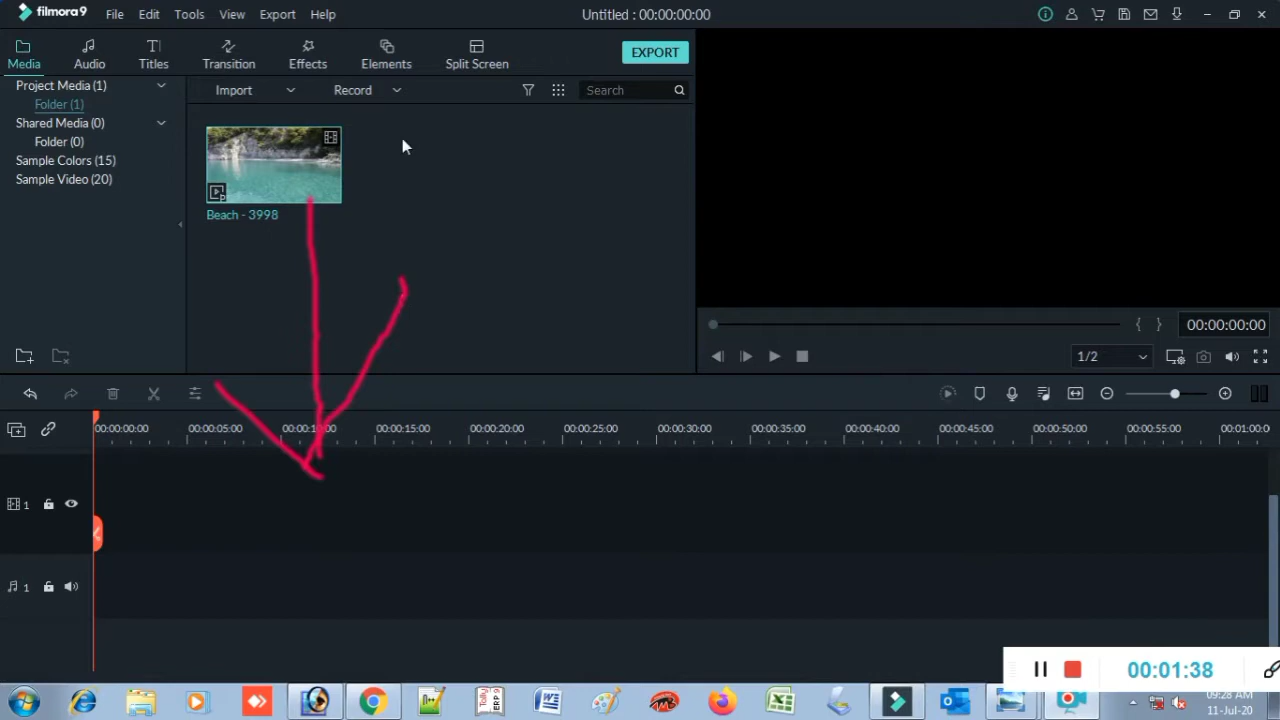 filmora9 File Edit Tools View Export Help Untitled : 00:00:00:00
Media Audio Titles Transition Effects Elements Split Screen EXPORT
Project Media (1) Import Record Search
Folder (1)
Shared Media (0)
Folder (0)
Sample Colors (15)
Sample Video (20)
Beach - 3998
00:00:00:00
1/2
00:00:00:00 00:00:05:00 00:00:10:00 00:00:15:00 00:00:20:00 00:00:25:00 00:00:30:00 00:00:35:00 00:00:40:00 00:00:45:00 00:00:50:00 00:00:55:00 00:01:00:0
1
1
00:01:38
09:28 AM
11-Jul-20